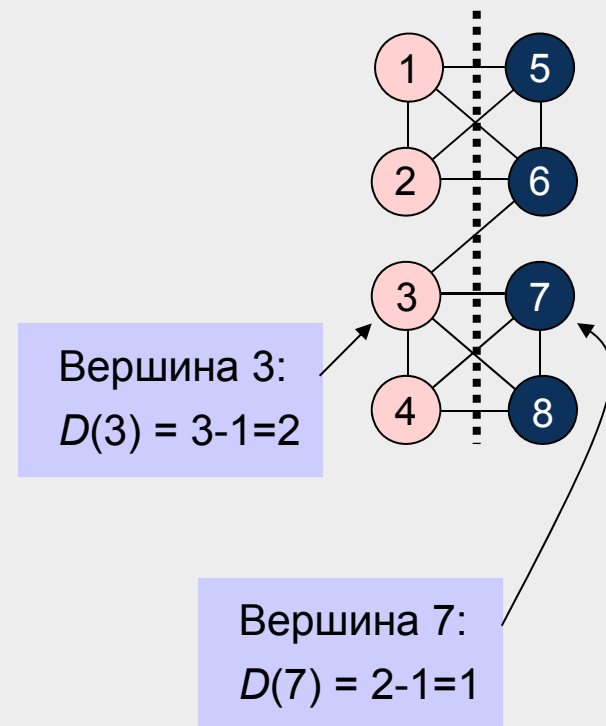 1 5
2 6
3 7
4 8
Вершина 3:
D(3) = 3-1=2
Вершина 7:
D(7) = 2-1=1